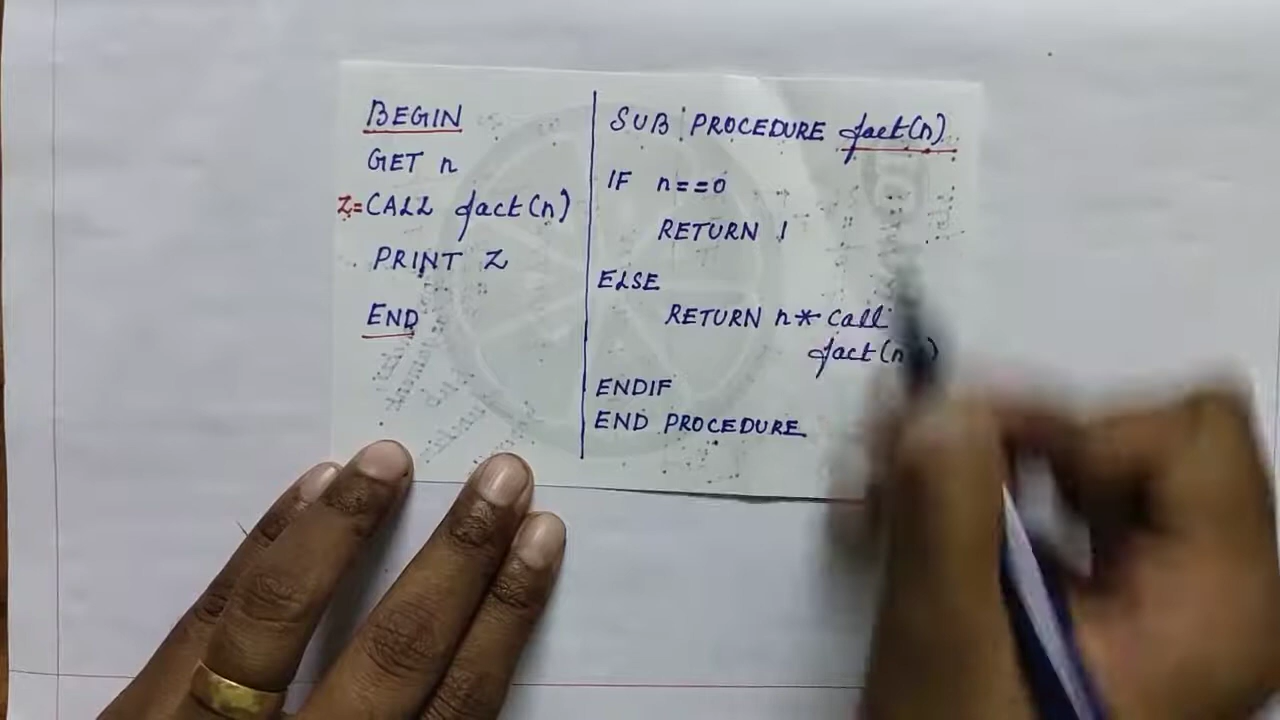 BEGIN
GET n
Z=CALL fact(n)
PRINT Z
END
SUB PROCEDURE fact(n)
IF n==0
RETURN 1
ELSE
RETURN n* call
fact(n
ENDIF
END PROCEDURE